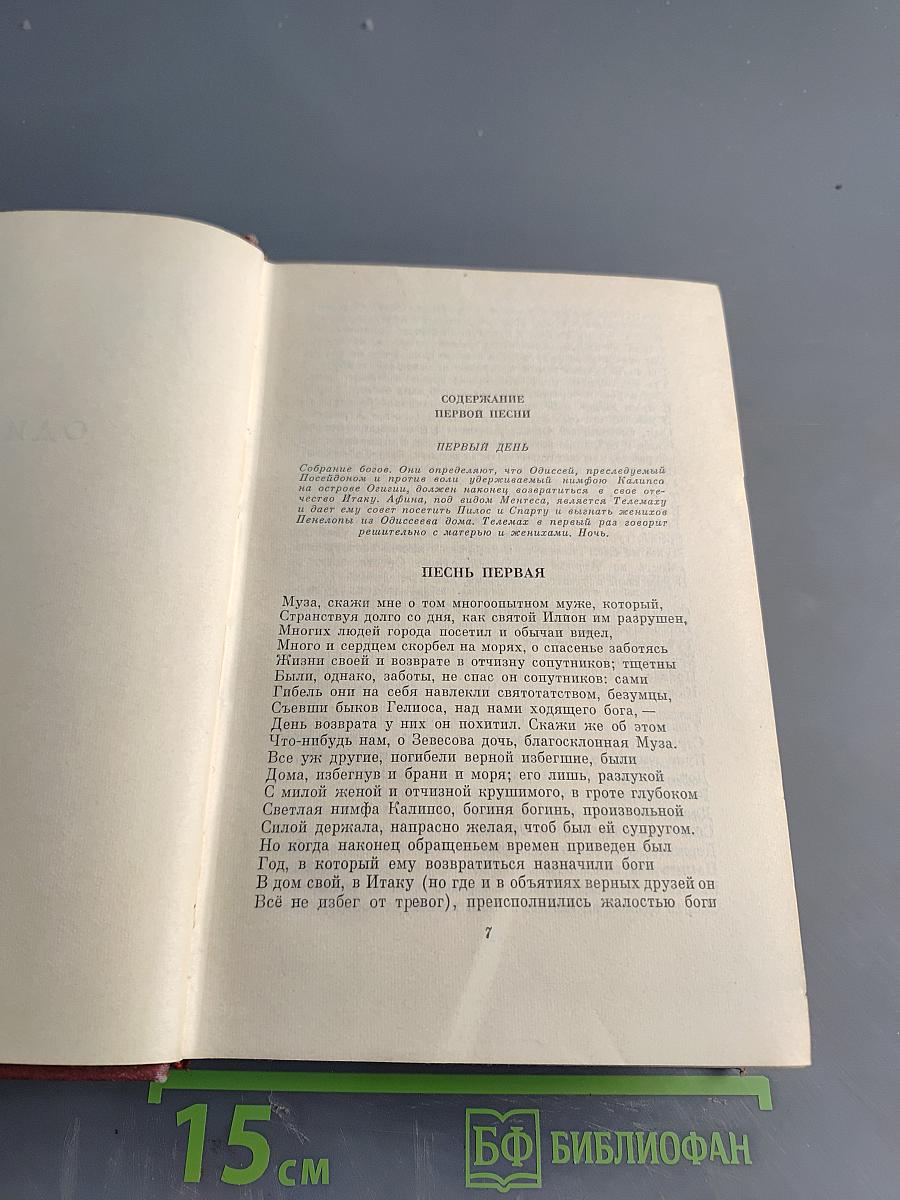 ОДИ
СОДЕРЖАНИЕ
ПЕРВОЙ ПЕСНИ
ПЕРВЫЙ ДЕНЬ
Собрание богов. Они определяют, что Одиссей, преследуемый
Посейдоном и против воли удерживаемый нимфою Калипсо
на острове Огигии, должен наконец возвратиться в свое оте-
чество Итаку. Афина, под видом Ментеса, является Телемаху
и дает ему совет посетить Пилос и Спарту и выгнать женихов
Пенелопы из Одиссеева дома. Телемах в первый раз говорит
решительно с матерью и женихами. Ночь.
ПЕСНЬ ПЕРВАЯ
Муза, скажи мне о том многоопытном муже, который,
Странствуя долго со дня, как святой Илион им разрушен,
Многих людей города посетил и обычаи видел,
Много и сердцем скорбел на морях, о спасенье заботясь
Жизни своей и возврате в отчизну сопутников; тщетны
Были, однако, заботы, не спас он сопутников: сами
Гибель они на себя навлекли святотатством, безумцы,
Съевши быков Гелиоса, над нами ходящего бога, —
День возврата у них он похитил. Скажи же об этом
Что-нибудь нам, о Зевесова дочь, благосклонная Муза.
Все уж другие, погибели верной избегшие, были
Дома, избегнув и брани и моря; его лишь, разлукой
С милой женой и отчизной крушимого, в гроте глубоком
Светлая нимфа Калипсо, богиня богинь, произвольной
Силой держала, напрасно желая, чтоб был ей супругом.
Но когда наконец обращеньем времен приведен был
Год, в который ему возвратиться назначили боги
В дом свой, в Итаку (но где и в объятиях верных друзей он
Всё не избег от тревог), преисполнились жалостью боги
7
15 см
БФ БИБЛИОФАН